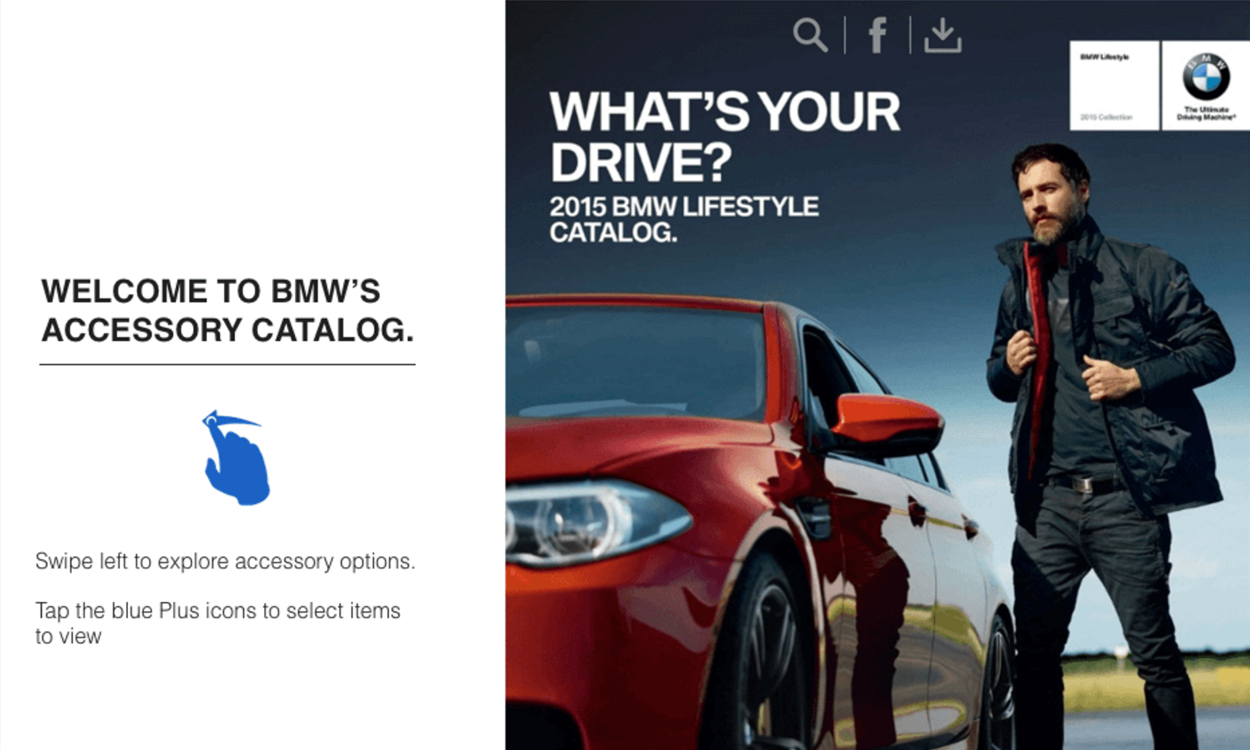 WELCOME TO BMW'S
ACCESSORY CATALOG.
Swipe left to explore accessory options.
Tap the blue Plus icons to select items
to view
WHAT'S YOUR
DRIVE?
2015 BMW LIFESTYLE
CATALOG.
BMW Lifestyle
2015 Collection
BMW
The Ultimate
Driving Machine®